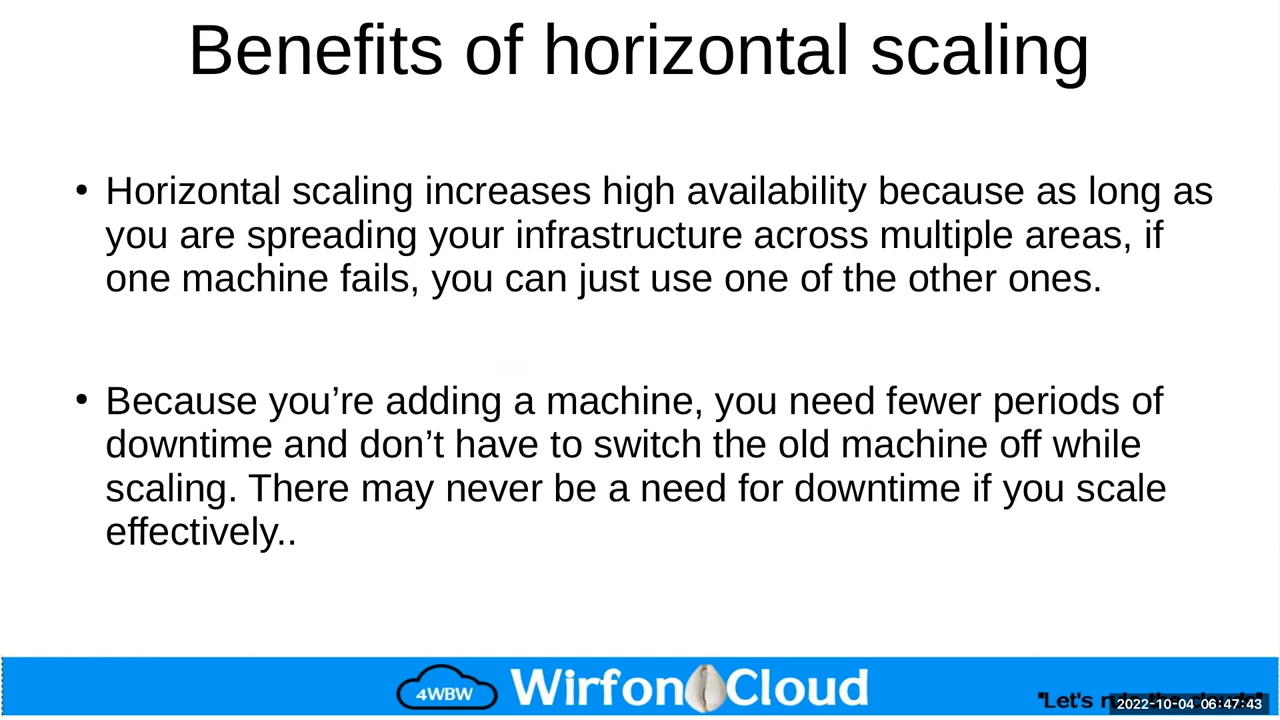 Benefits of horizontal scaling
• Horizontal scaling increases high availability because as long as
you are spreading your infrastructure across multiple areas, if
one machine fails, you can just use one of the other ones.
• Because you’re adding a machine, you need fewer periods of
downtime and don’t have to switch the old machine off while
scaling. There may never be a need for downtime if you scale
effectively..
4WBW Wirfon Cloud
"Let's
2022-10-04 06:47:43